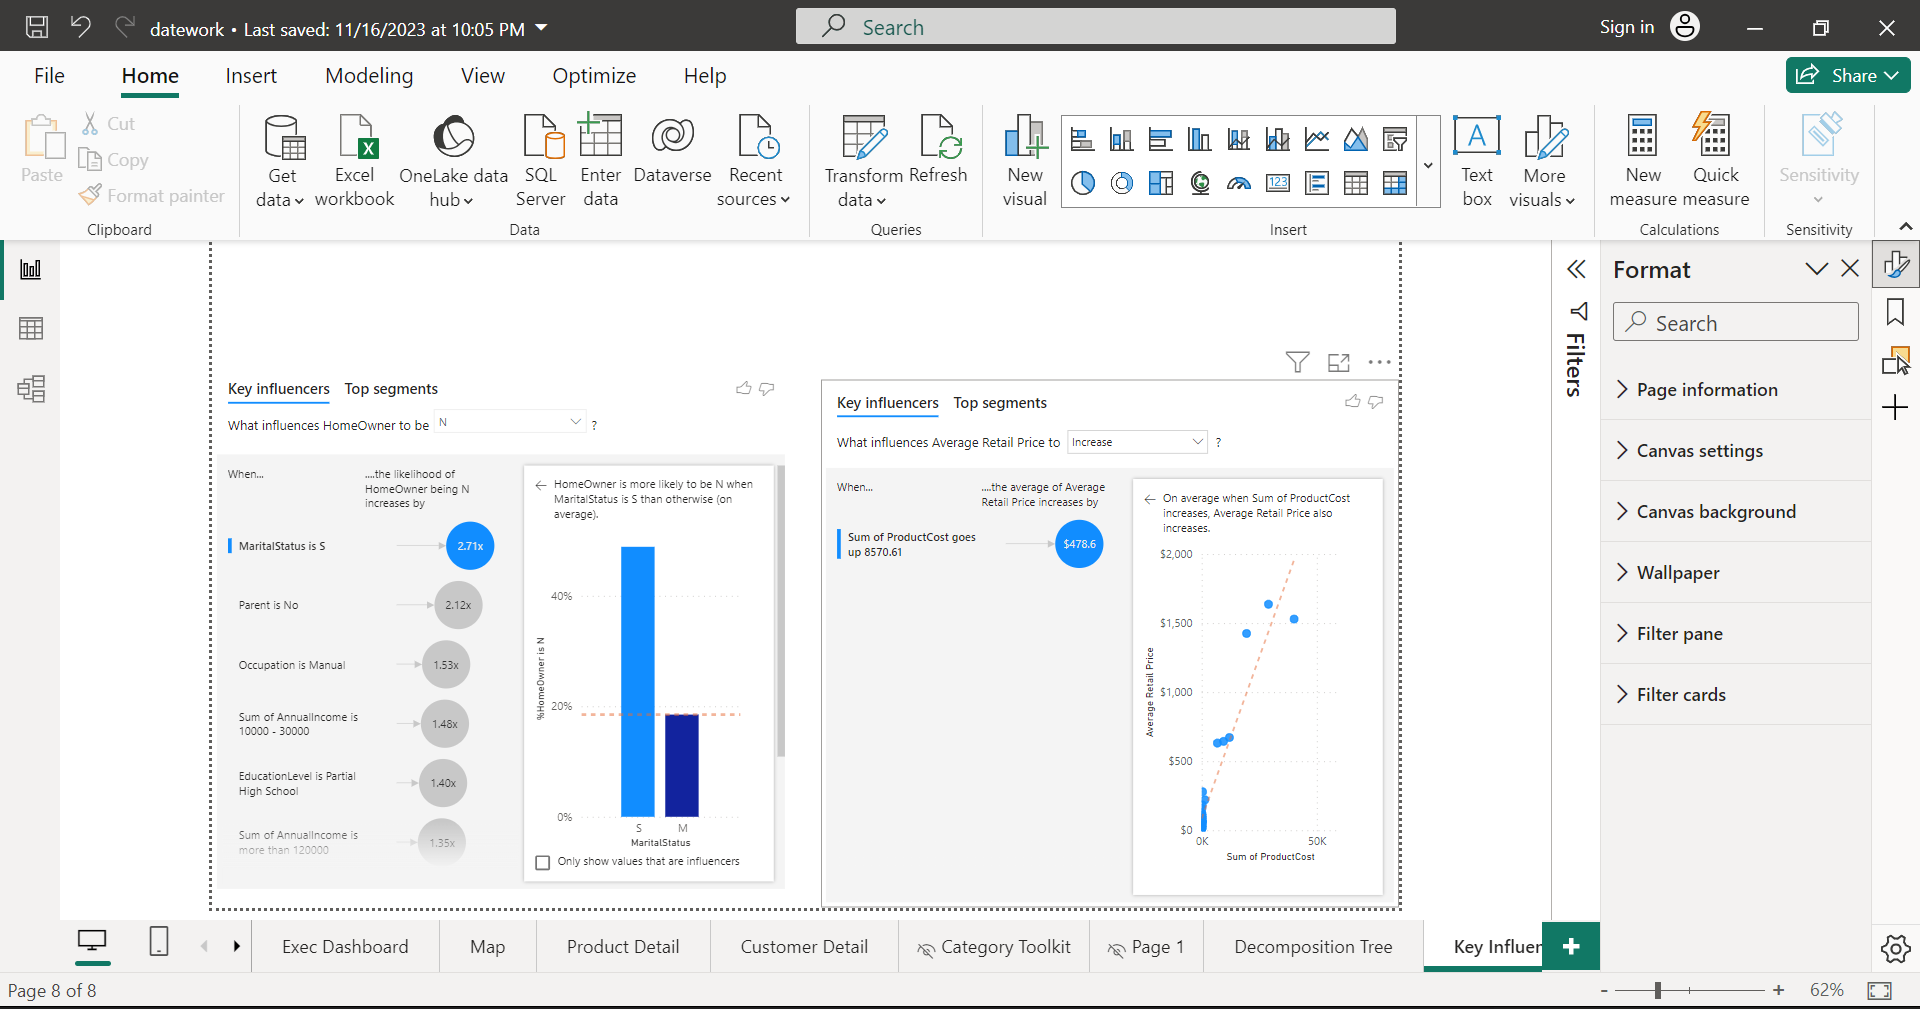 datework • Last saved: 11/16/2023 at 10:05 PM
Search
Sign in
File
Home
Insert
Modeling
View
Optimize
Help
Share
Paste
Cut
Copy
Format painter
Clipboard
Get data
Excel workbook
OneLake data hub
SQL Server
Enter data
Dataverse
Recent sources
Data
Transform data
Refresh
Queries
New visual
123
Insert
A
Text box
More visuals
New measure
Quick measure
Calculations
Sensitivity
Sensitivity
Key influencers
Top segments
What influences HomeOwner to be
N
?
When...
....the likelihood of
HomeOwner being N
increases by
MaritalStatus is S
2.71x
Parent is No
2.12x
Occupation is Manual
1.53x
Sum of AnnualIncome is
10000 - 30000
1.48x
EducationLevel is Partial
High School
1.40x
Sum of AnnualIncome is
more than 120000
1.35x
HomeOwner is more likely to be N when
MaritalStatus is S than otherwise (on
average).
%HomeOwner is N
40%
20%
0%
S
M
MaritalStatus
Only show values that are influencers
Key influencers
Top segments
What influences Average Retail Price to
Increase
?
When...
....the average of Average
Retail Price increases by
Sum of ProductCost goes
up 8570.61
$478.6
On average when Sum of ProductCost
increases, Average Retail Price also
increases.
Average Retail Price
$2,000
$1,500
$1,000
$500
$0
0K
50K
Sum of ProductCost
Filters
Format
Search
Page information
Canvas settings
Canvas background
Wallpaper
Filter pane
Filter cards
Exec Dashboard
Map
Product Detail
Customer Detail
Category Toolkit
Page 1
Decomposition Tree
Key Influen
Page 8 of 8
-
+
62%